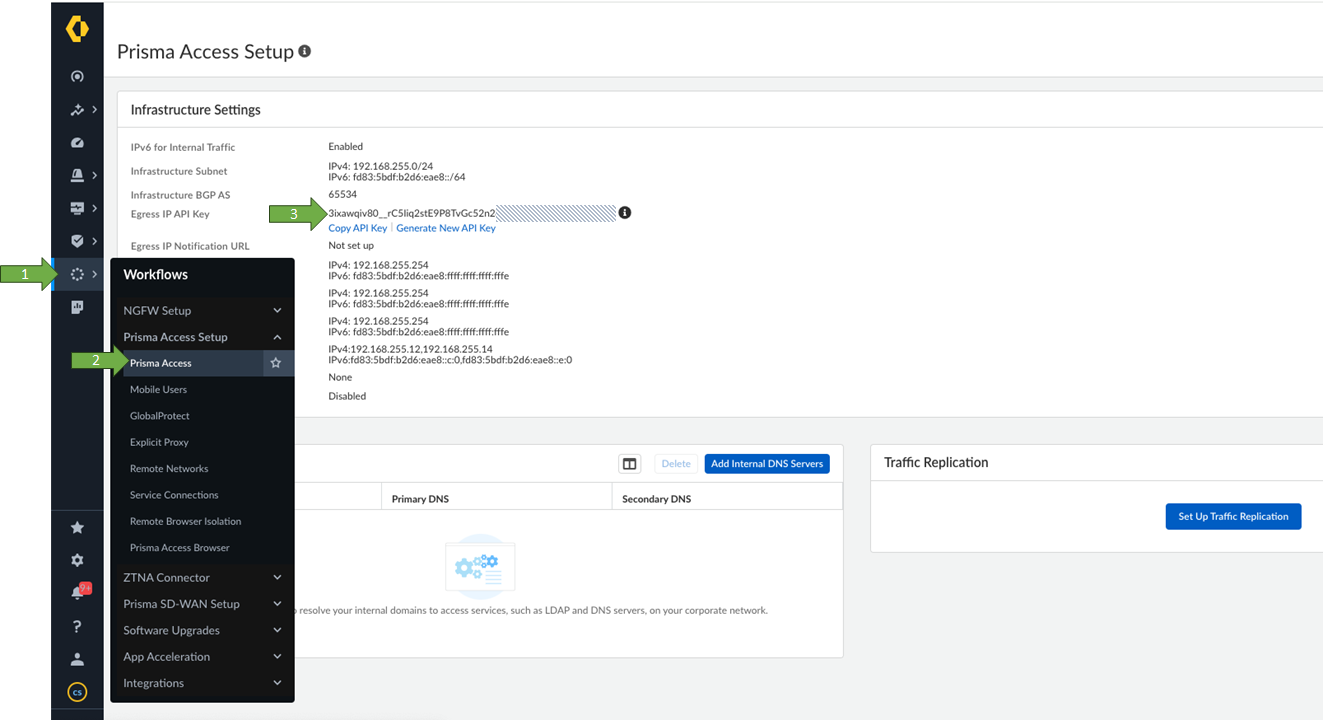 Prisma Access Setup
Infrastructure Settings
IPv6 for Internal Traffic
Enabled
Infrastructure Subnet
IPv4: 192.168.255.0/24
IPv6: fd83:5bdf:b2d6:eae8::/64
Infrastructure BGP AS
65534
Egress IP API Key
3
3ixawqiv80__rC5liq2stE9P8TvGc52n2
Copy API Key | Generate New API Key
Egress IP Notification URL
Not set up
IPv4: 192.168.255.254
IPv6: fd83:5bdf:b2d6:eae8:ffff:ffff:ffff:fffe
IPv4: 192.168.255.254
IPv6: fd83:5bdf:b2d6:eae8:ffff:ffff:ffff:fffe
IPv4: 192.168.255.254
IPv6: fd83:5bdf:b2d6:eae8:ffff:ffff:ffff:fffe
IPv4:192.168.255.12,192.168.255.14
IPv6:fd83:5bdf:b2d6:eae8::c:0,fd83:5bdf:b2d6:eae8::e:0
None
Disabled
1
Workflows
NGFW Setup
Prisma Access Setup
2
Prisma Access
Mobile Users
GlobalProtect
Explicit Proxy
Remote Networks
Service Connections
Remote Browser Isolation
Prisma Access Browser
ZTNA Connector
Prisma SD-WAN Setup
Software Upgrades
App Acceleration
Integrations
9+
?
cs
Delete
Add Internal DNS Servers
Primary DNS
Secondary DNS
resolve your internal domains to access services, such as LDAP and DNS servers, on your corporate network.
Traffic Replication
Set Up Traffic Replication